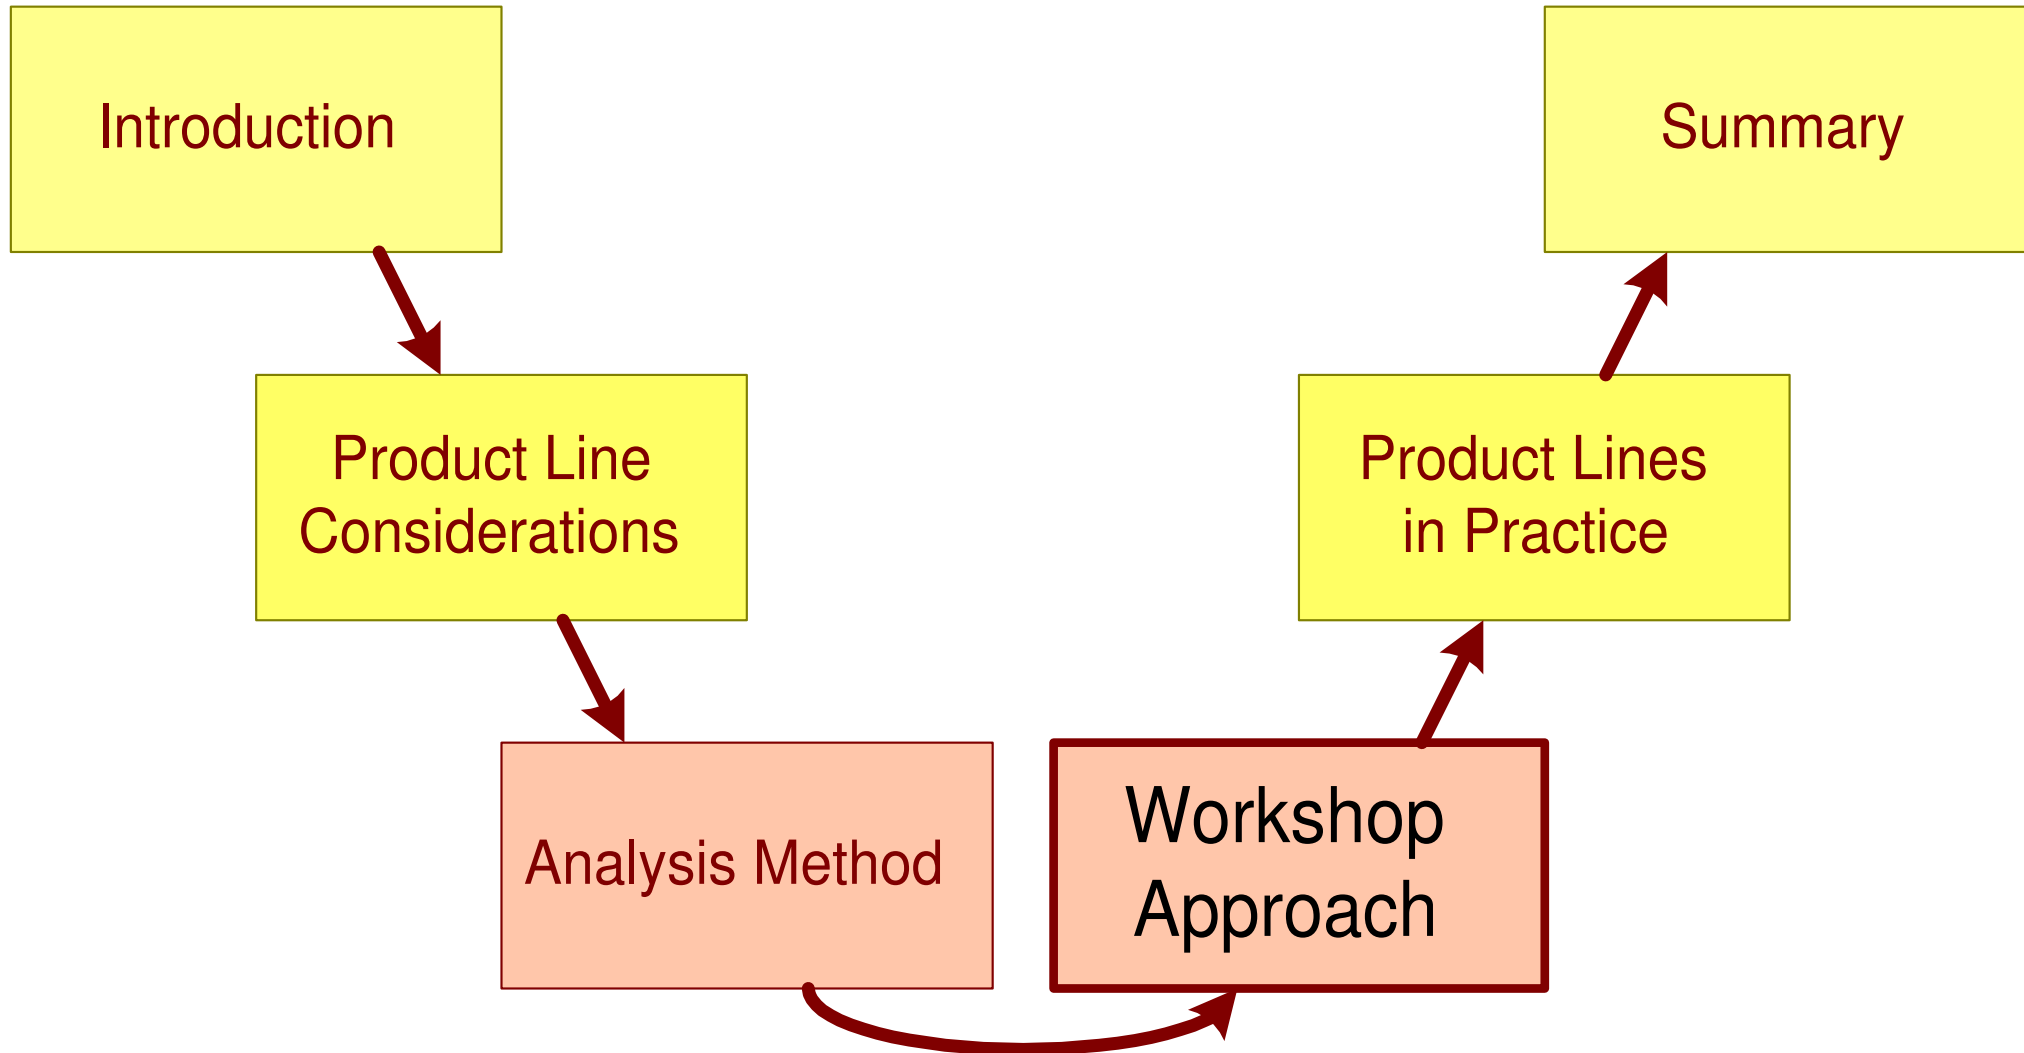 Introduction
Product Line
Considerations
Analysis Method
Workshop
Approach
Product Lines
in Practice
Summary